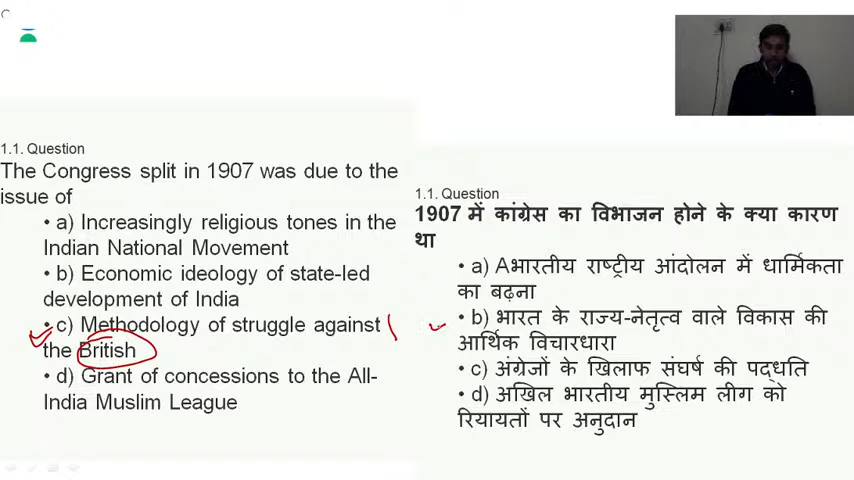 1.1. Question
The Congress split in 1907 was due to the
issue of
• a) Increasingly religious tones in the
Indian National Movement
• b) Economic ideology of state-led
development of India
• c) Methodology of struggle against
the British
• d) Grant of concessions to the All-
India Muslim League
1.1. Question
1907 में कांग्रेस का विभाजन होने के क्या कारण
था
• a) Aभारतीय राष्ट्रीय आंदोलन में धार्मिकता
का बढ़ना
• b) भारत के राज्य-नेतृत्व वाले विकास की
आर्थिक विचारधारा
• c) अंग्रेजों के खिलाफ संघर्ष की पद्धति
• d) अखिल भारतीय मुस्लिम लीग को
रियायतों पर अनुदान